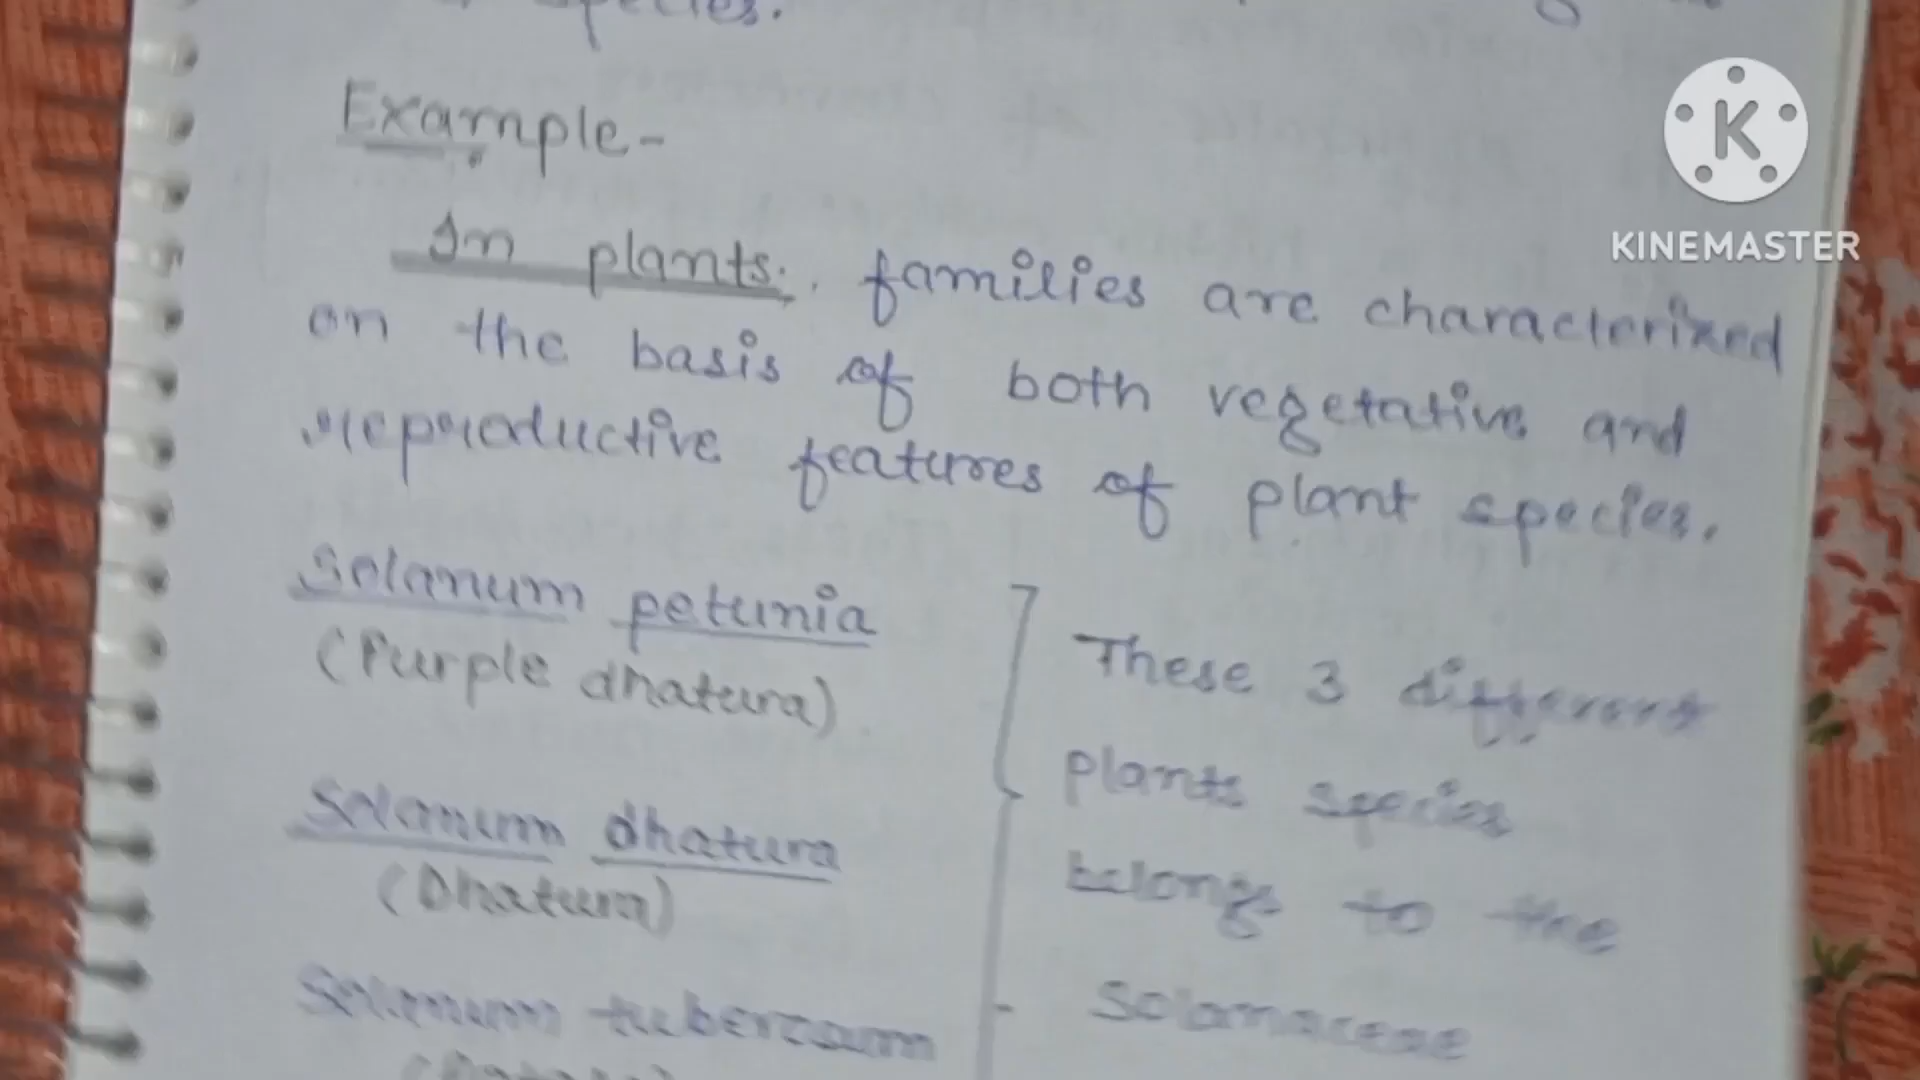 species.
Example-
In plants, families are characterized
on the basis of both vegetative and
reproductive features of plant species.
Solanum petunia
(Purple dhatura)
Solanum dhatura
(Dhatura)
Solanum tuberosum
These 3 different
plants species
belongs to the
Solanaceae
KINEMASTER